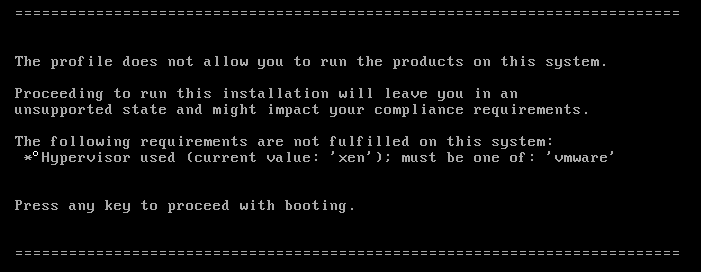 ===========================================================================
The profile does not allow you to run the products on this system.
Proceeding to run this installation will leave you in an
unsupported state and might impact your compliance requirements.
The following requirements are not fulfilled on this system:
*°Hypervisor used (current value: 'xen'); must be one of: 'vmware'
Press any key to proceed with booting.
===========================================================================